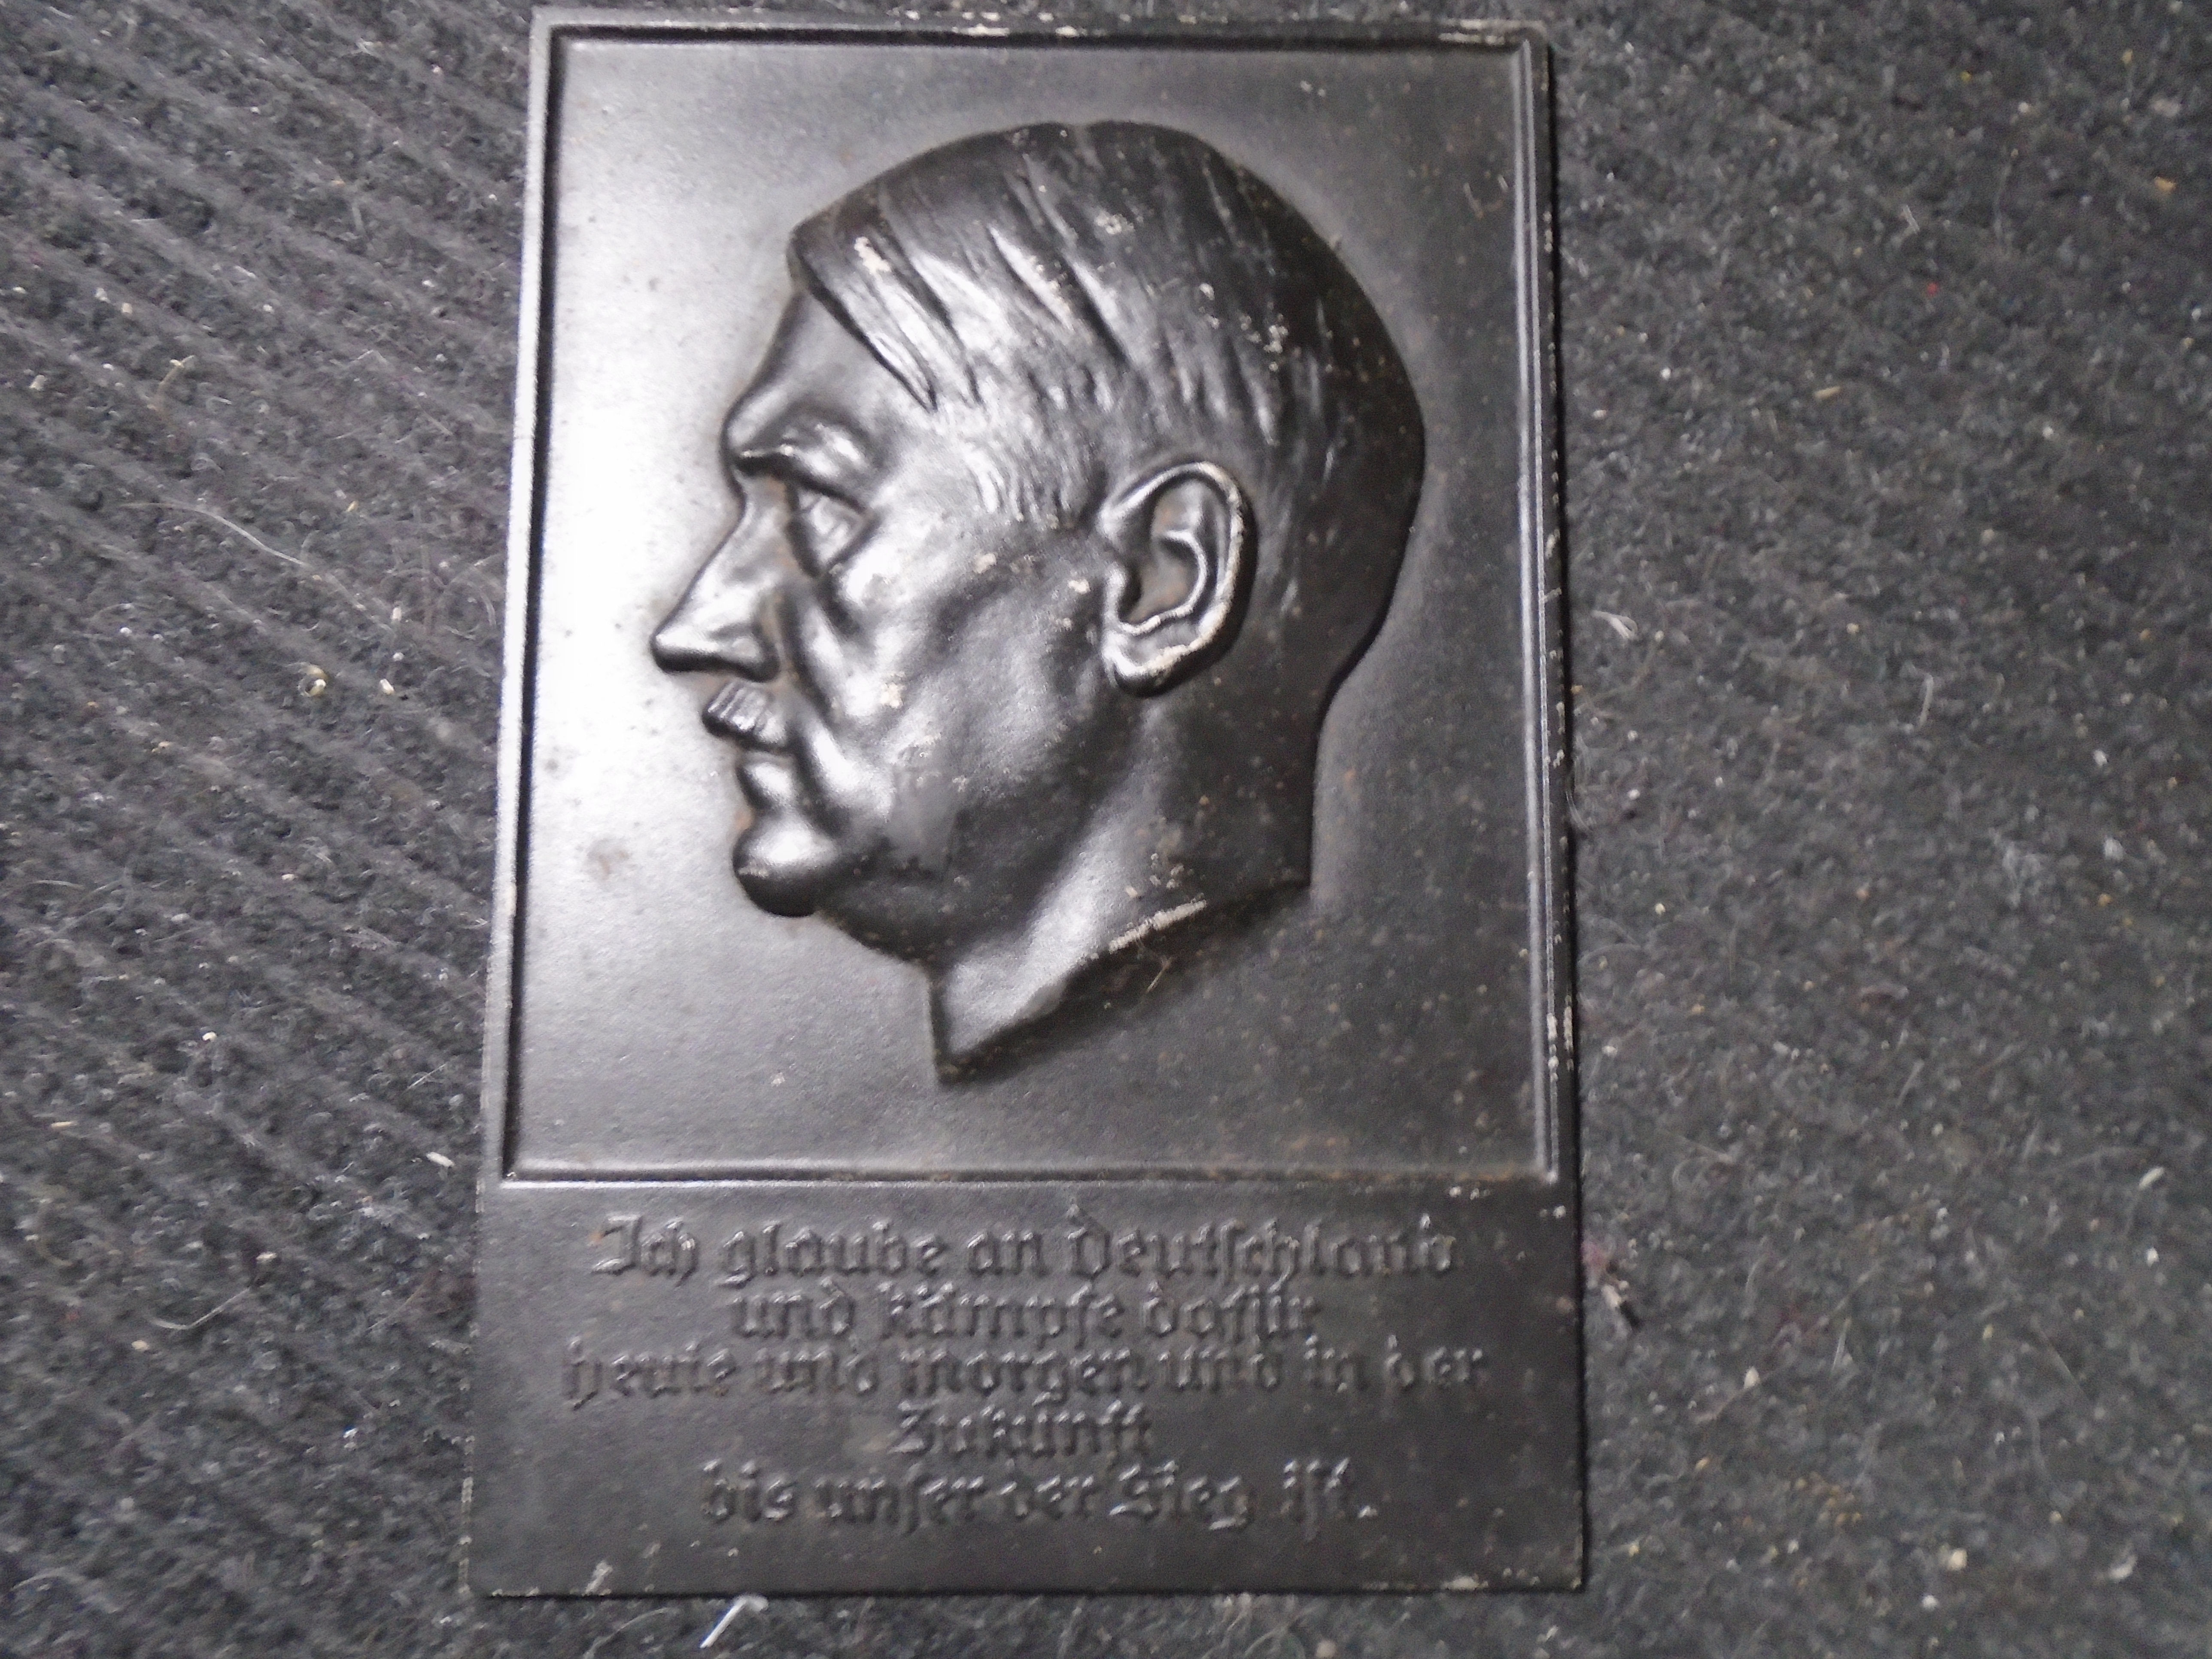 Ich glaube an Deutschland
und kämpfe dafür
heute und morgen und in der
Zukunft
bis unser der Sieg ist.